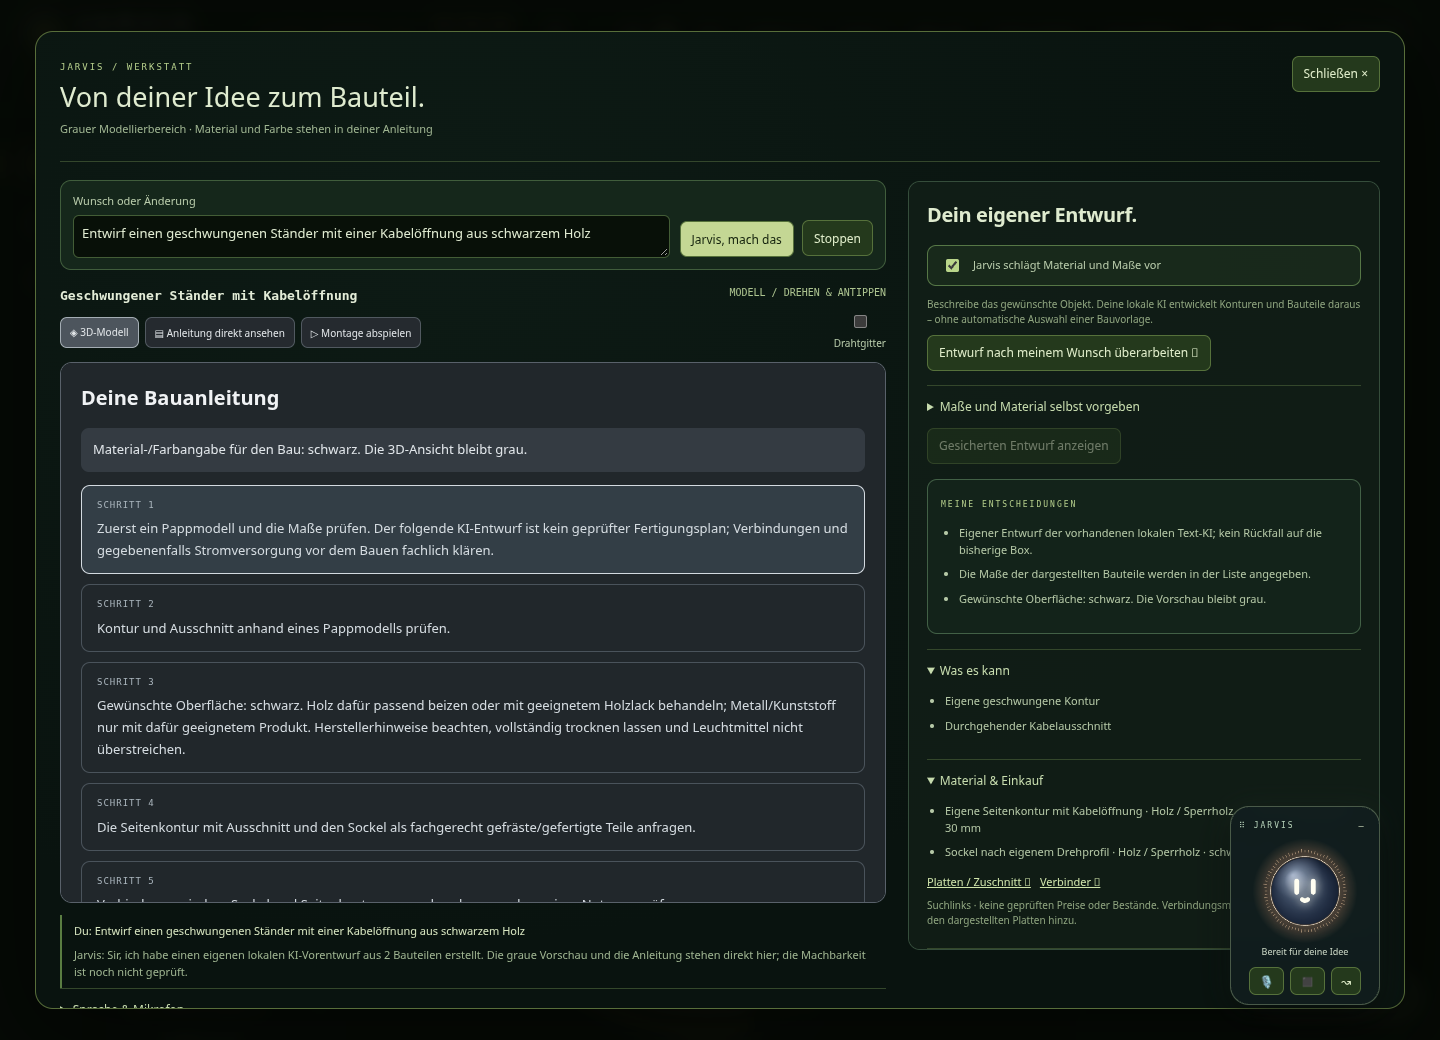 JARVIS / WERKSTATT
Von deiner Idee zum Bauteil.
Grauer Modellierbereich · Material und Farbe stehen in deiner Anleitung
Schließen ×
Wunsch oder Änderung
Entwirf einen geschwungenen Ständer mit einer Kabelöffnung aus schwarzem Holz
Jarvis, mach das
Stoppen
Geschwungener Ständer mit Kabelöffnung
MODELL / DREHEN & ANTIPPEN
◈ 3D-Modell
▤ Anleitung direkt ansehen
▷ Montage abspielen
Drahtgitter
Deine Bauanleitung
Material-/Farbangabe für den Bau: schwarz. Die 3D-Ansicht bleibt grau.
SCHRITT 1
Zuerst ein Pappmodell und die Maße prüfen. Der folgende KI-Entwurf ist kein geprüfter Fertigungsplan; Verbindungen und
gegebenenfalls Stromversorgung vor dem Bauen fachlich klären.
SCHRITT 2
Kontur und Ausschnitt anhand eines Pappmodells prüfen.
SCHRITT 3
Gewünschte Oberfläche: schwarz. Holz dafür passend beizen oder mit geeignetem Holzlack behandeln; Metall/Kunststoff
nur mit dafür geeignetem Produkt. Herstellerhinweise beachten, vollständig trocknen lassen und Leuchtmittel nicht
überstreichen.
SCHRITT 4
Die Seitenkontur mit Ausschnitt und den Sockel als fachgerecht gefräste/gefertigte Teile anfragen.
SCHRITT 5
Du: Entwirf einen geschwungenen Ständer mit einer Kabelöffnung aus schwarzem Holz
Jarvis: Sir, ich habe einen eigenen lokalen KI-Vorentwurf aus 2 Bauteilen erstellt. Die graue Vorschau und die Anleitung stehen direkt hier; die Machbarkeit
ist noch nicht geprüft.
Sprache & Mikrofon
Dein eigener Entwurf.
Jarvis schlägt Material und Maße vor
Beschreibe das gewünschte Objekt. Deine lokale KI entwickelt Konturen und Bauteile daraus
– ohne automatische Auswahl einer Bauvorlage.
Entwurf nach meinem Wunsch überarbeiten
Maße und Material selbst vorgeben
Gesicherten Entwurf anzeigen
MEINE ENTSCHEIDUNGEN
• Eigener Entwurf der vorhandenen lokalen Text-KI; kein Rückfall auf die
bisherige Box.
• Die Maße der dargestellten Bauteile werden in der Liste angegeben.
• Gewünschte Oberfläche: schwarz. Die Vorschau bleibt grau.
Was es kann
• Eigene geschwungene Kontur
• Durchgehender Kabelausschnitt
Material & Einkauf
• Eigene Seitenkontur mit Kabelöffnung · Holz / Sperrholz
30 mm
• Sockel nach eigenem Drehprofil · Holz / Sperrholz ·
Platten / Zuschnitt
Verbinder
Suchlinks · keine geprüften Preise oder Bestände.
den dargestellten Platten hinzu.
JARVIS
–
Bereit für deine Idee